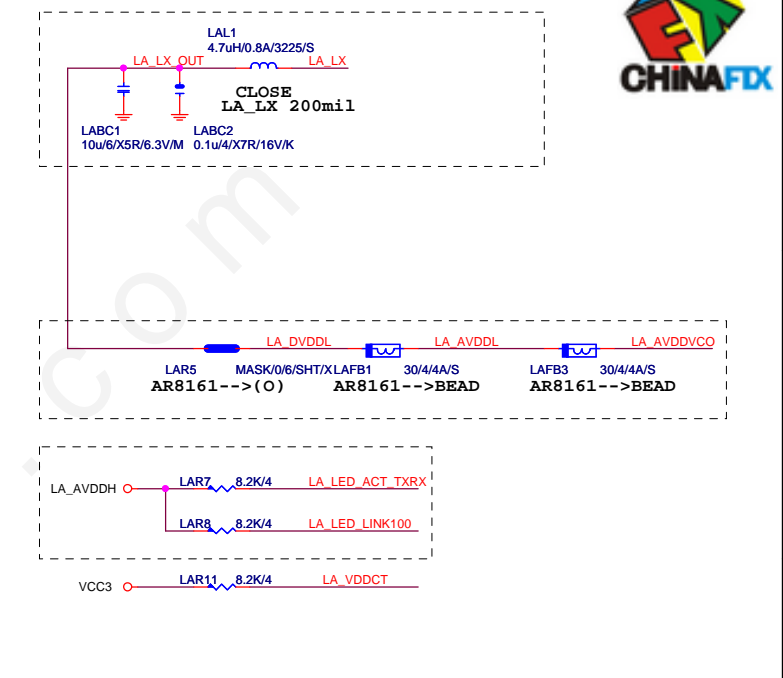 LAL1
4.7uH/0.8A/3225/S
LA_LX_OUT
LA_LX
CLOSE
LA_LX 200mil
LABC1
10u/6/X5R/6.3V/M
LABC2
0.1u/4/X7R/16V/K
CHINAFIX
.com
LA_DVDDL
LA_AVDDL
LA_AVDDVCO
LAR5
MASK/0/6/SHT/X
LAFB1
30/4/4A/S
LAFB3
30/4/4A/S
AR8161-->(O)
AR8161-->BEAD
AR8161-->BEAD
LA_AVDDH
LAR7
8.2K/4
LA_LED_ACT_TXRX
LAR8
8.2K/4
LA_LED_LINK100
VCC3
LAR11
8.2K/4
LA_VDDCT